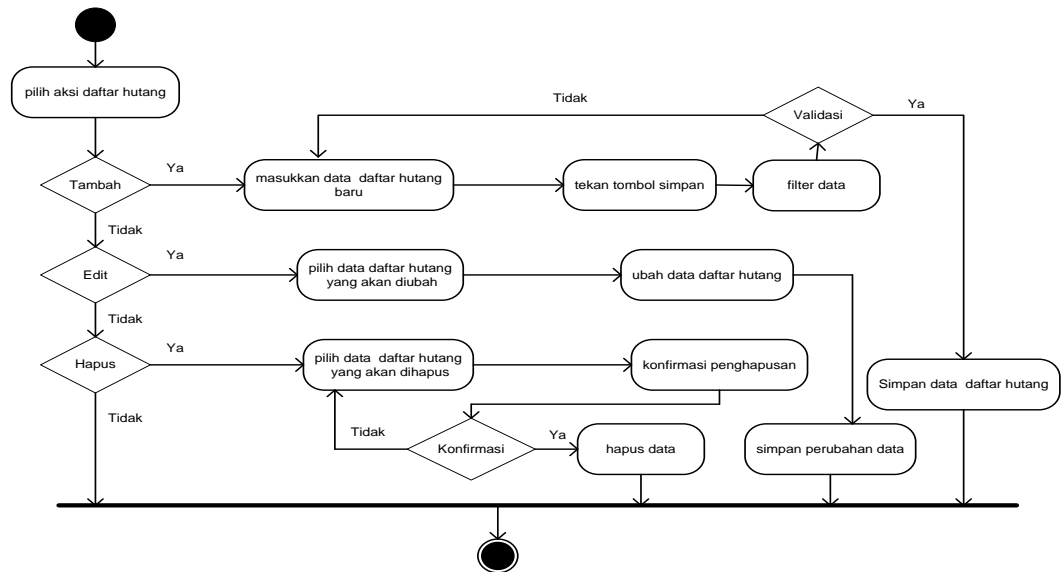 pilih aksi daftar hutang
Tidak
Validasi
Ya
Tambah
Ya
masukkan data daftar hutang
baru
tekan tombol simpan
filter data
Tidak
Edit
Ya
pilih data daftar hutang
yang akan diubah
ubah data daftar hutang
Tidak
Hapus
Ya
pilih data daftar hutang
yang akan dihapus
konfirmasi penghapusan
Simpan data daftar hutang
Tidak
Tidak
Konfirmasi
Ya
hapus data
simpan perubahan data